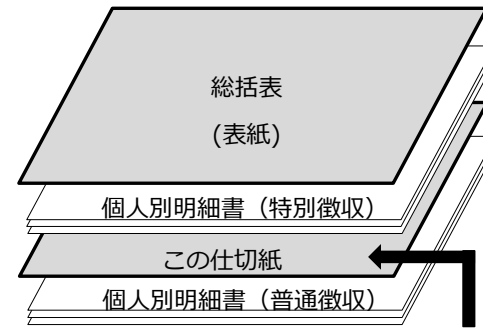 総括表
(表紙)
個人別明細書（特別徴収）
この仕切紙
個人別明細書（普通徴収）